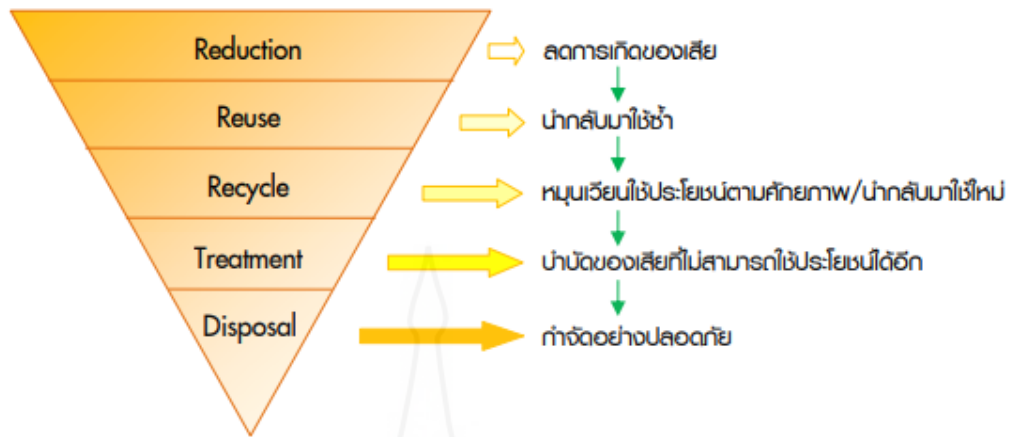 Reduction ลดการเกิดของเสีย
Reuse นำกลับมาใช้ซ้ำ
Recycle หมุนเวียนใช้ประโยชน์ตามศักยภาพ/นำกลับมาใช้ใหม่
Treatment บำบัดของเสียที่ไม่สามารถใช้ประโยชน์ได้อีก
Disposal กำจัดอย่างปลอดภัย